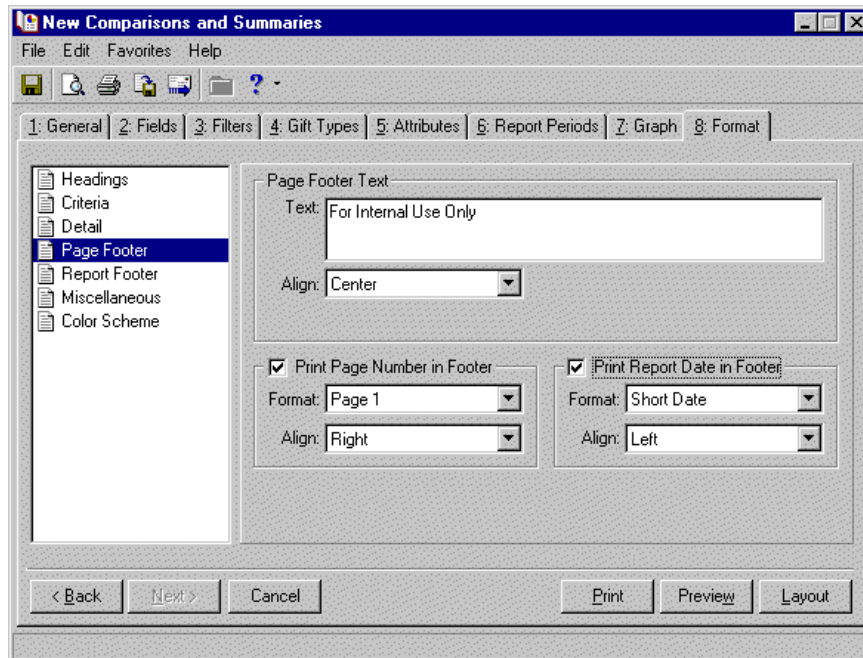 New Comparisons and Summaries
File Edit Favorites Help
1: General 2: Fields 3: Filters 4: Gift Types 5: Attributes 6: Report Periods 7: Graph 8: Format
Headings
Criteria
Detail
Page Footer
Report Footer
Miscellaneous
Color Scheme
Page Footer Text
Text: For Internal Use Only
Align: Center
Print Page Number in Footer
Format: Page 1
Align: Right
Print Report Date in Footer
Format: Short Date
Align: Left
< Back Next > Cancel Print Preview Layout